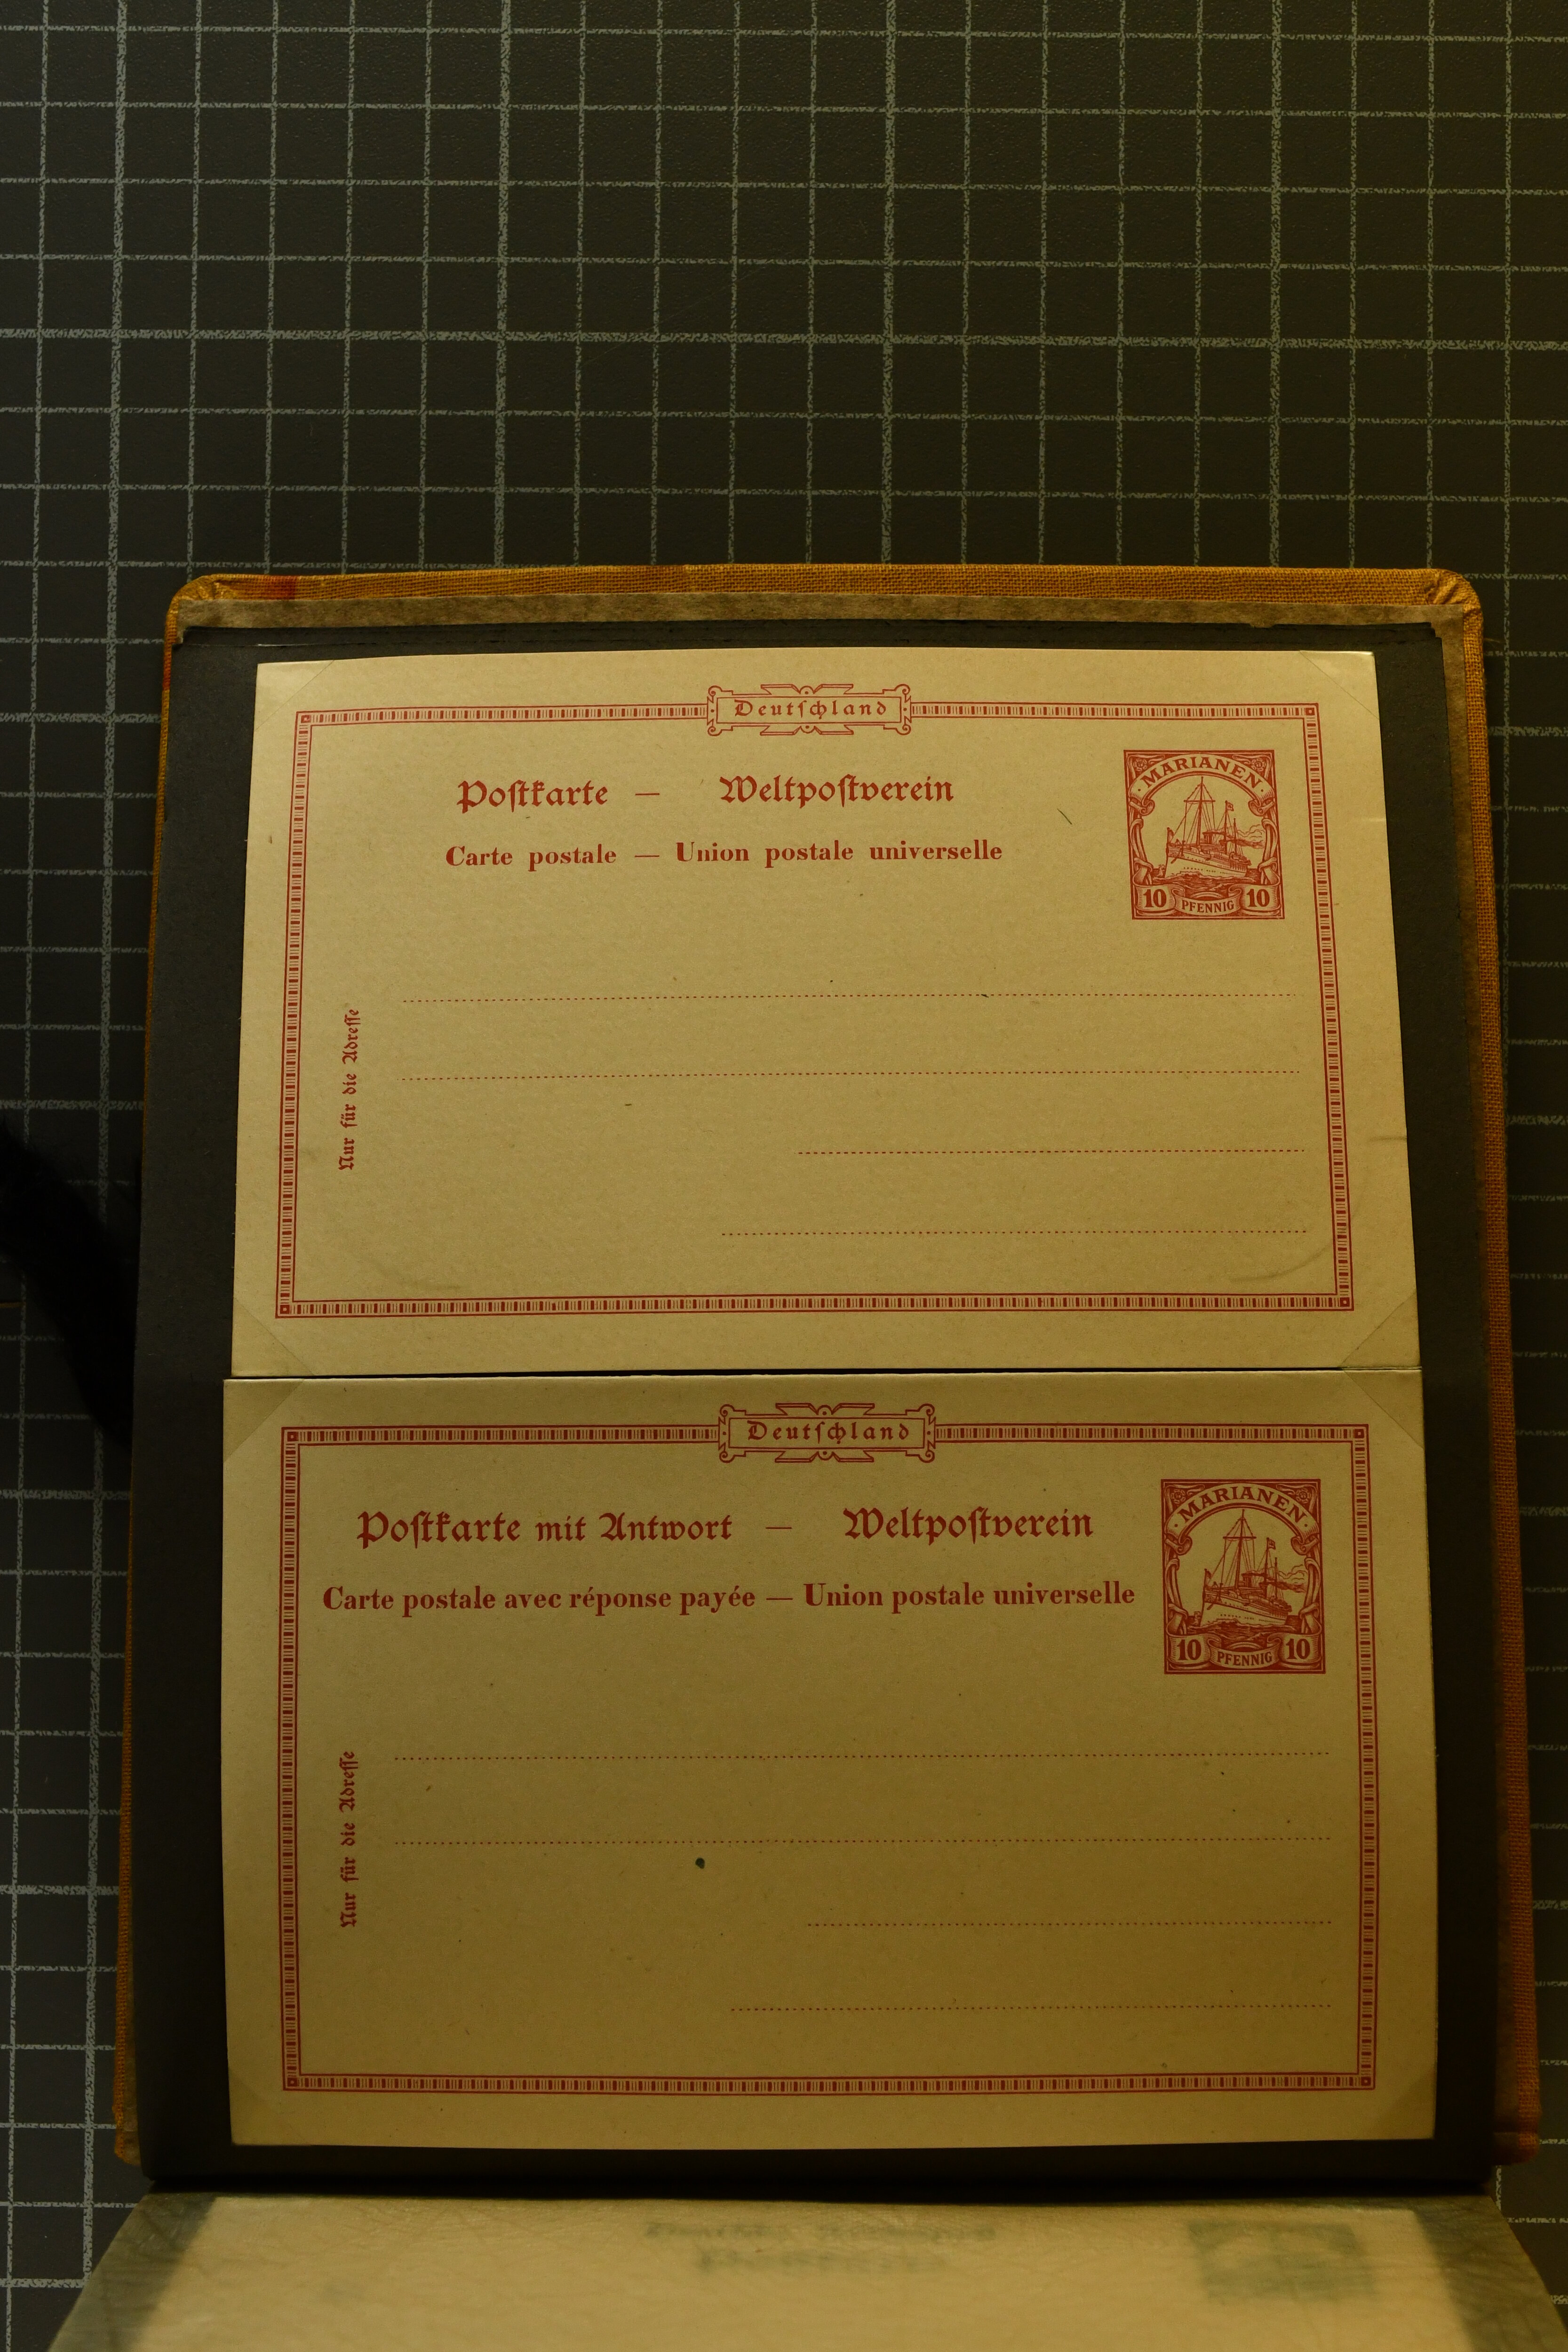 Deutſchland
Poſtkarte — Weltpoſtverein
Carte postale — Union postale universelle
MARIANEN
10 PFENNIG 10
Nur für die Adreſſe
Deutſchland
Poſtkarte mit Antwort — Weltpoſtverein
Carte postale avec réponse payée — Union postale universelle
MARIANEN
10 PFENNIG 10
Nur für die Adreſſe